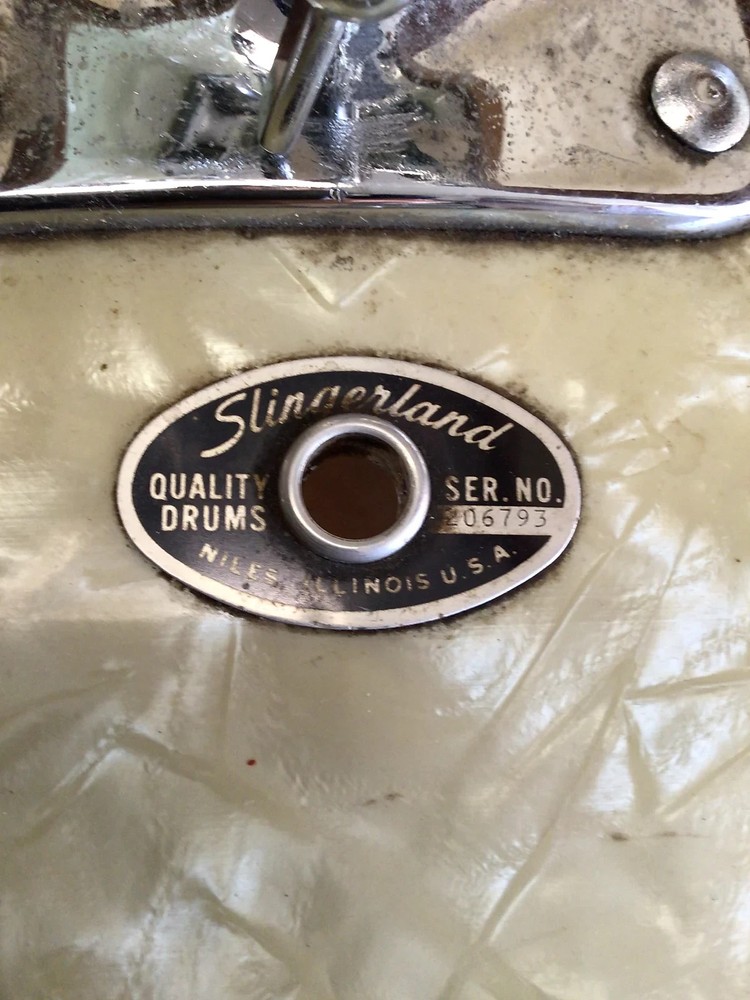 Slingerland
QUALITY DRUMS
SER. NO.
206793
NILES, ILLINOIS U.S.A.